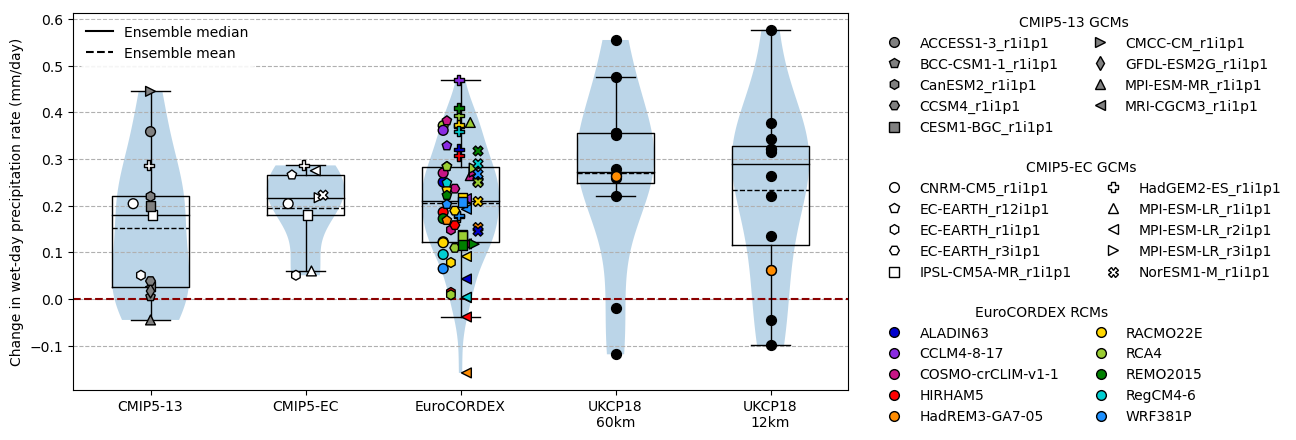 Change in wet-day precipitation rate (mm/day)
0.6
0.5
0.4
0.3
0.2
0.1
0.0
−0.1
Ensemble median
Ensemble mean
CMIP5-13
CMIP5-EC
EuroCORDEX
UKCP18
60km
UKCP18
12km
CMIP5-13 GCMs
ACCESS1-3_r1i1p1
BCC-CSM1-1_r1i1p1
CanESM2_r1i1p1
CCSM4_r1i1p1
CESM1-BGC_r1i1p1
CMCC-CM_r1i1p1
GFDL-ESM2G_r1i1p1
MPI-ESM-MR_r1i1p1
MRI-CGCM3_r1i1p1
CMIP5-EC GCMs
CNRM-CM5_r1i1p1
EC-EARTH_r12i1p1
EC-EARTH_r1i1p1
EC-EARTH_r3i1p1
IPSL-CM5A-MR_r1i1p1
HadGEM2-ES_r1i1p1
MPI-ESM-LR_r1i1p1
MPI-ESM-LR_r2i1p1
MPI-ESM-LR_r3i1p1
NorESM1-M_r1i1p1
EuroCORDEX RCMs
ALADIN63
CCLM4-8-17
COSMO-crCLIM-v1-1
HIRHAM5
HadREM3-GA7-05
RACMO22E
RCA4
REMO2015
RegCM4-6
WRF381P